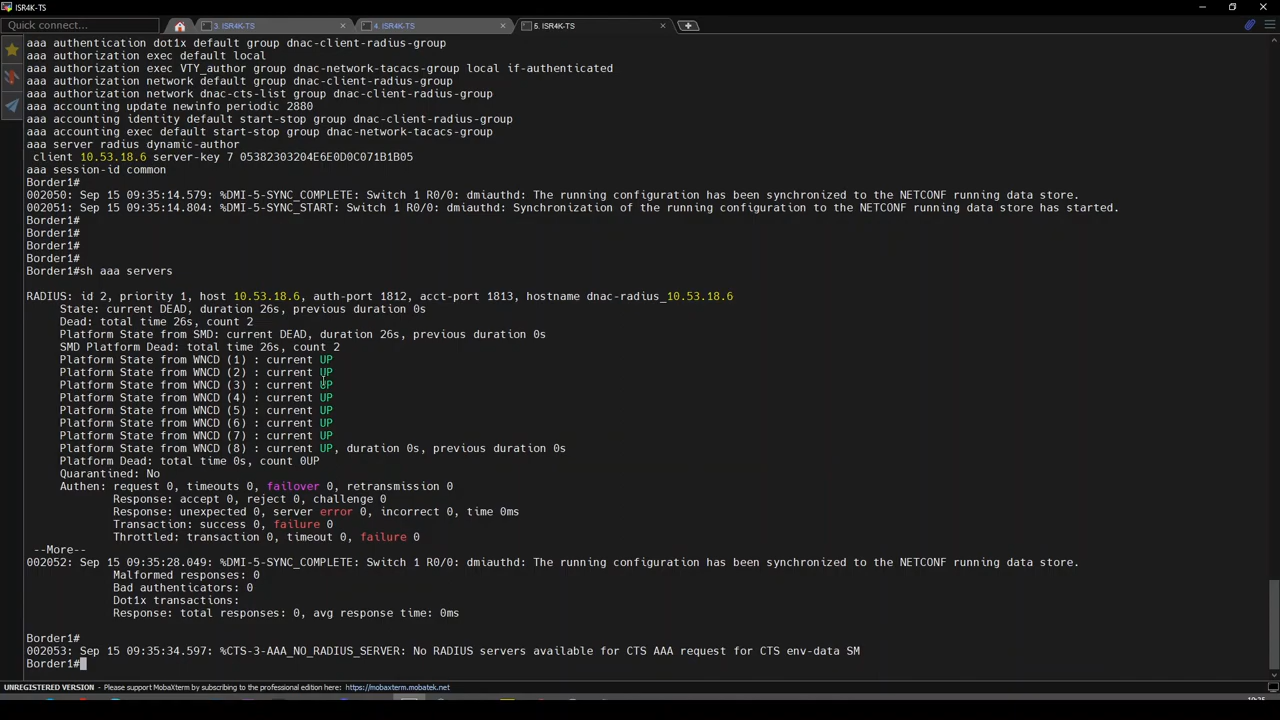 ISR4K-TS
Quick connect...
3. ISR4K-TS
4. ISR4K-TS
5. ISR4K-TS
aaa authentication dot1x default group dnac-client-radius-group
aaa authorization exec default local
aaa authorization exec VTY_author group dnac-network-tacacs-group local if-authenticated
aaa authorization network default group dnac-client-radius-group
aaa authorization network dnac-cts-list group dnac-client-radius-group
aaa accounting update newinfo periodic 2880
aaa accounting identity default start-stop group dnac-client-radius-group
aaa accounting exec default start-stop group dnac-network-tacacs-group
aaa server radius dynamic-author
client 10.53.18.6 server-key 7 05382303204E6E0D0C071B1B05
aaa session-id common
Border1#
002050: Sep 15 09:35:14.579: %DMI-5-SYNC_COMPLETE: Switch 1 R0/0: dmiauthd: The running configuration has been synchronized to the NETCONF running data store.
002051: Sep 15 09:35:14.804: %DMI-5-SYNC_START: Switch 1 R0/0: dmiauthd: Synchronization of the running configuration to the NETCONF running data store has started.
Border1#
Border1#
Border1#
Border1#
Border1#sh aaa servers
RADIUS: id 2, priority 1, host 10.53.18.6, auth-port 1812, acct-port 1813, hostname dnac-radius_10.53.18.6
State: current DEAD, duration 26s, previous duration 0s
Dead: total time 26s, count 2
Platform State from SMD: current DEAD, duration 26s, previous duration 0s
SMD Platform Dead: total time 26s, count 2
Platform State from WNCD (1) : current UP
Platform State from WNCD (2) : current UP
Platform State from WNCD (3) : current UP
Platform State from WNCD (4) : current UP
Platform State from WNCD (5) : current UP
Platform State from WNCD (6) : current UP
Platform State from WNCD (7) : current UP
Platform State from WNCD (8) : current UP, duration 0s, previous duration 0s
Platform Dead: total time 0s, count 0UP
Quarantined: No
Authen: request 0, timeouts 0, failover 0, retransmission 0
Response: accept 0, reject 0, challenge 0
Response: unexpected 0, server error 0, incorrect 0, time 0ms
Transaction: success 0, failure 0
Throttled: transaction 0, timeout 0, failure 0
--More--
002052: Sep 15 09:35:28.049: %DMI-5-SYNC_COMPLETE: Switch 1 R0/0: dmiauthd: The running configuration has been synchronized to the NETCONF running data store.
Malformed responses: 0
Bad authenticators: 0
Dot1x transactions:
Response: total responses: 0, avg response time: 0ms
Border1#
002053: Sep 15 09:35:34.597: %CTS-3-AAA_NO_RADIUS_SERVER: No RADIUS servers available for CTS AAA request for CTS env-data SM
Border1#
UNREGISTERED VERSION - Please support MobaXterm by subscribing to the professional edition here: https://mobaxterm.mobatek.net